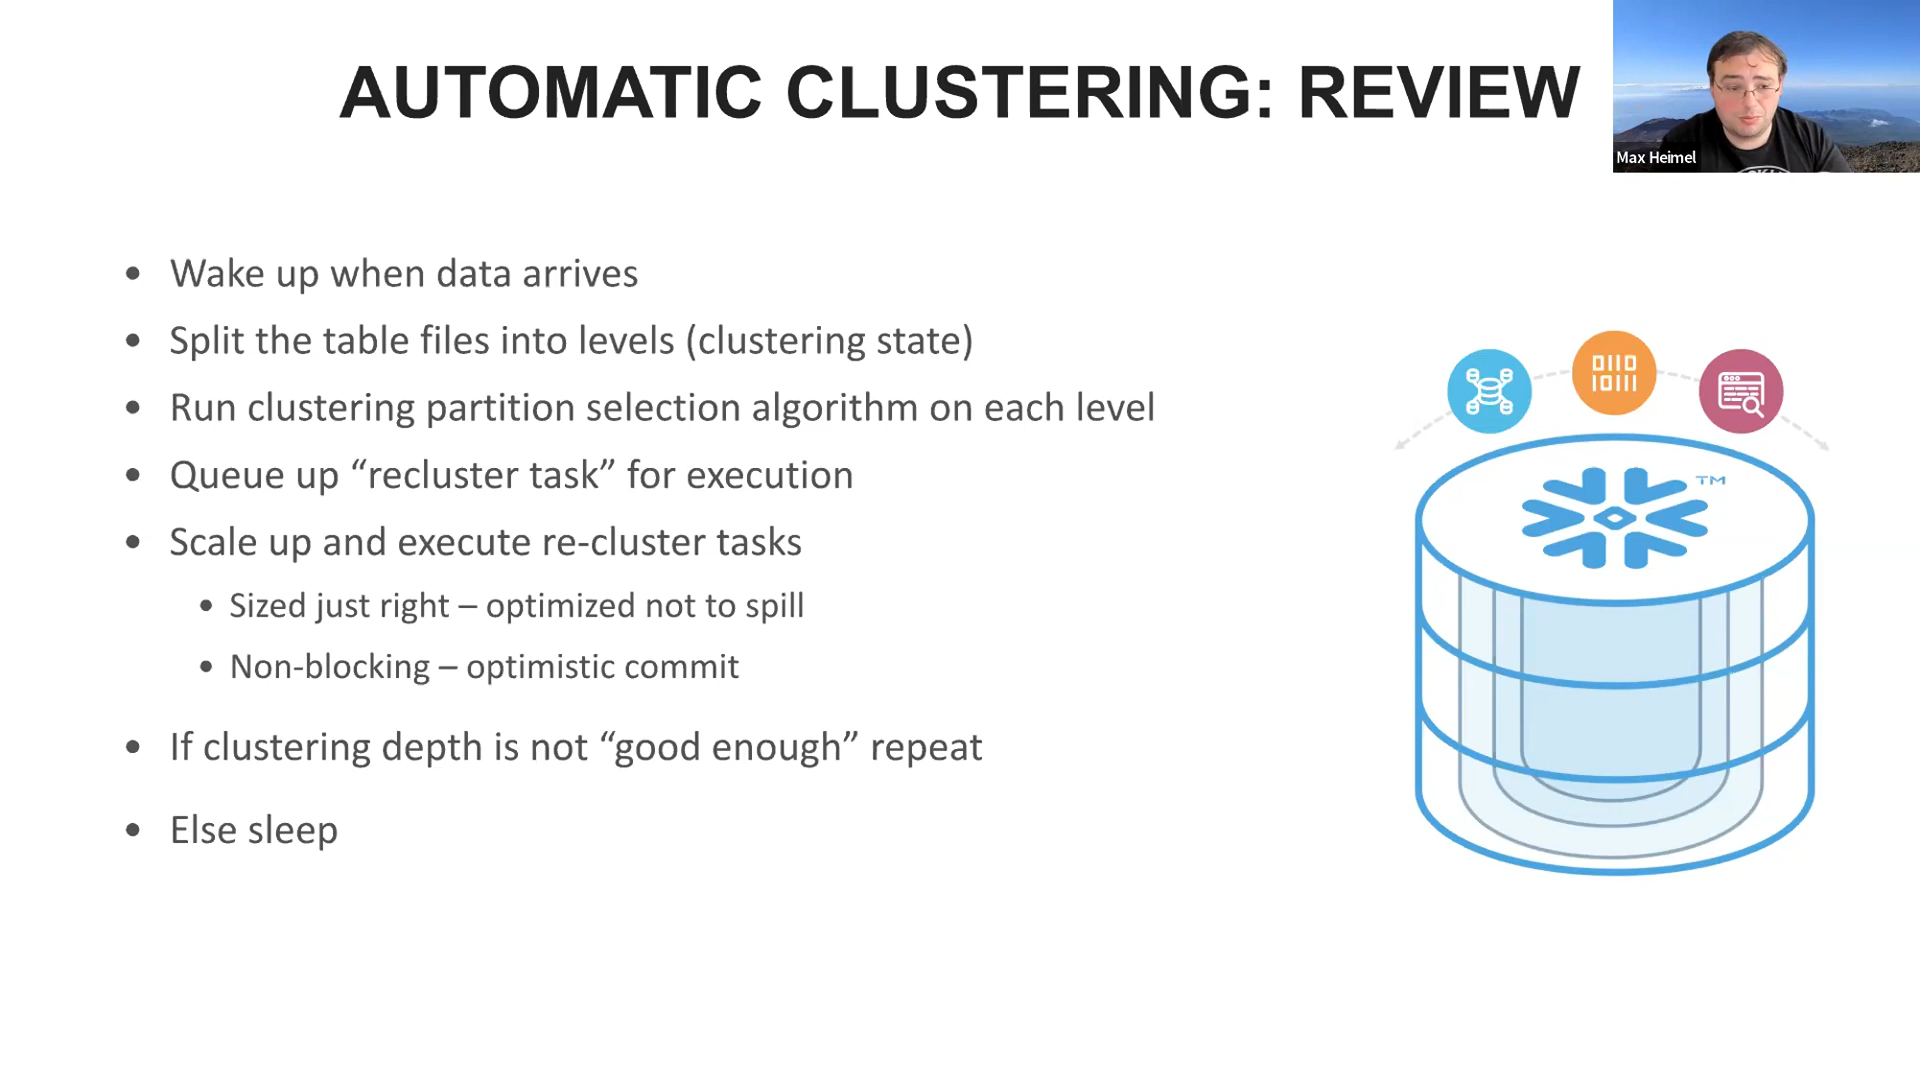 AUTOMATIC CLUSTERING: REVIEW
Max Heimel
• Wake up when data arrives
• Split the table files into levels (clustering state)
• Run clustering partition selection algorithm on each level
• Queue up “recluster task” for execution
• Scale up and execute re-cluster tasks
• Sized just right – optimized not to spill
• Non-blocking – optimistic commit
• If clustering depth is not “good enough” repeat
• Else sleep
0110
10111
TM